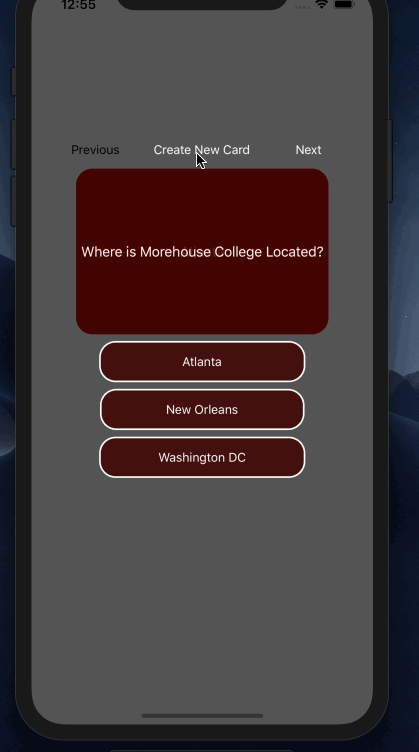 12:55
Previous Create New Card Next
Where is Morehouse College Located?
Atlanta
New Orleans
Washington DC